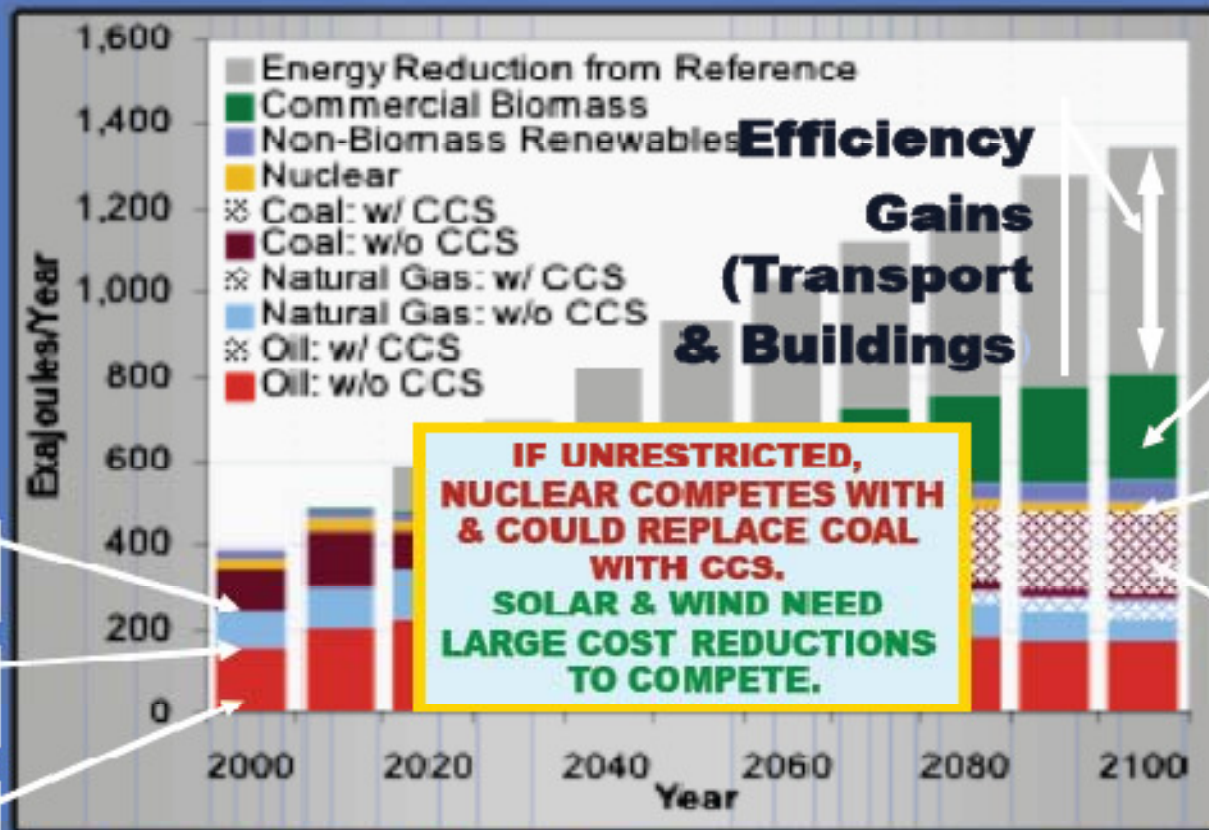 1,600
1,400
1,200
1,000
800
600
400
200
0
Exajoules/Year
Energy Reduction from Reference
Commercial Biomass
Non-Biomass Renewables
Nuclear
Coal: w/ CCS
Coal: w/o CCS
Natural Gas: w/ CCS
Natural Gas: w/o CCS
Oil: w/ CCS
Oil: w/o CCS
Efficiency
Gains
(Transport
& Buildings)
IF UNRESTRICTED,
NUCLEAR COMPETES WITH
& COULD REPLACE COAL
WITH CCS.
SOLAR & WIND NEED
LARGE COST REDUCTIONS
TO COMPETE.
2000 2020 2040 2060 2080 2100
Year